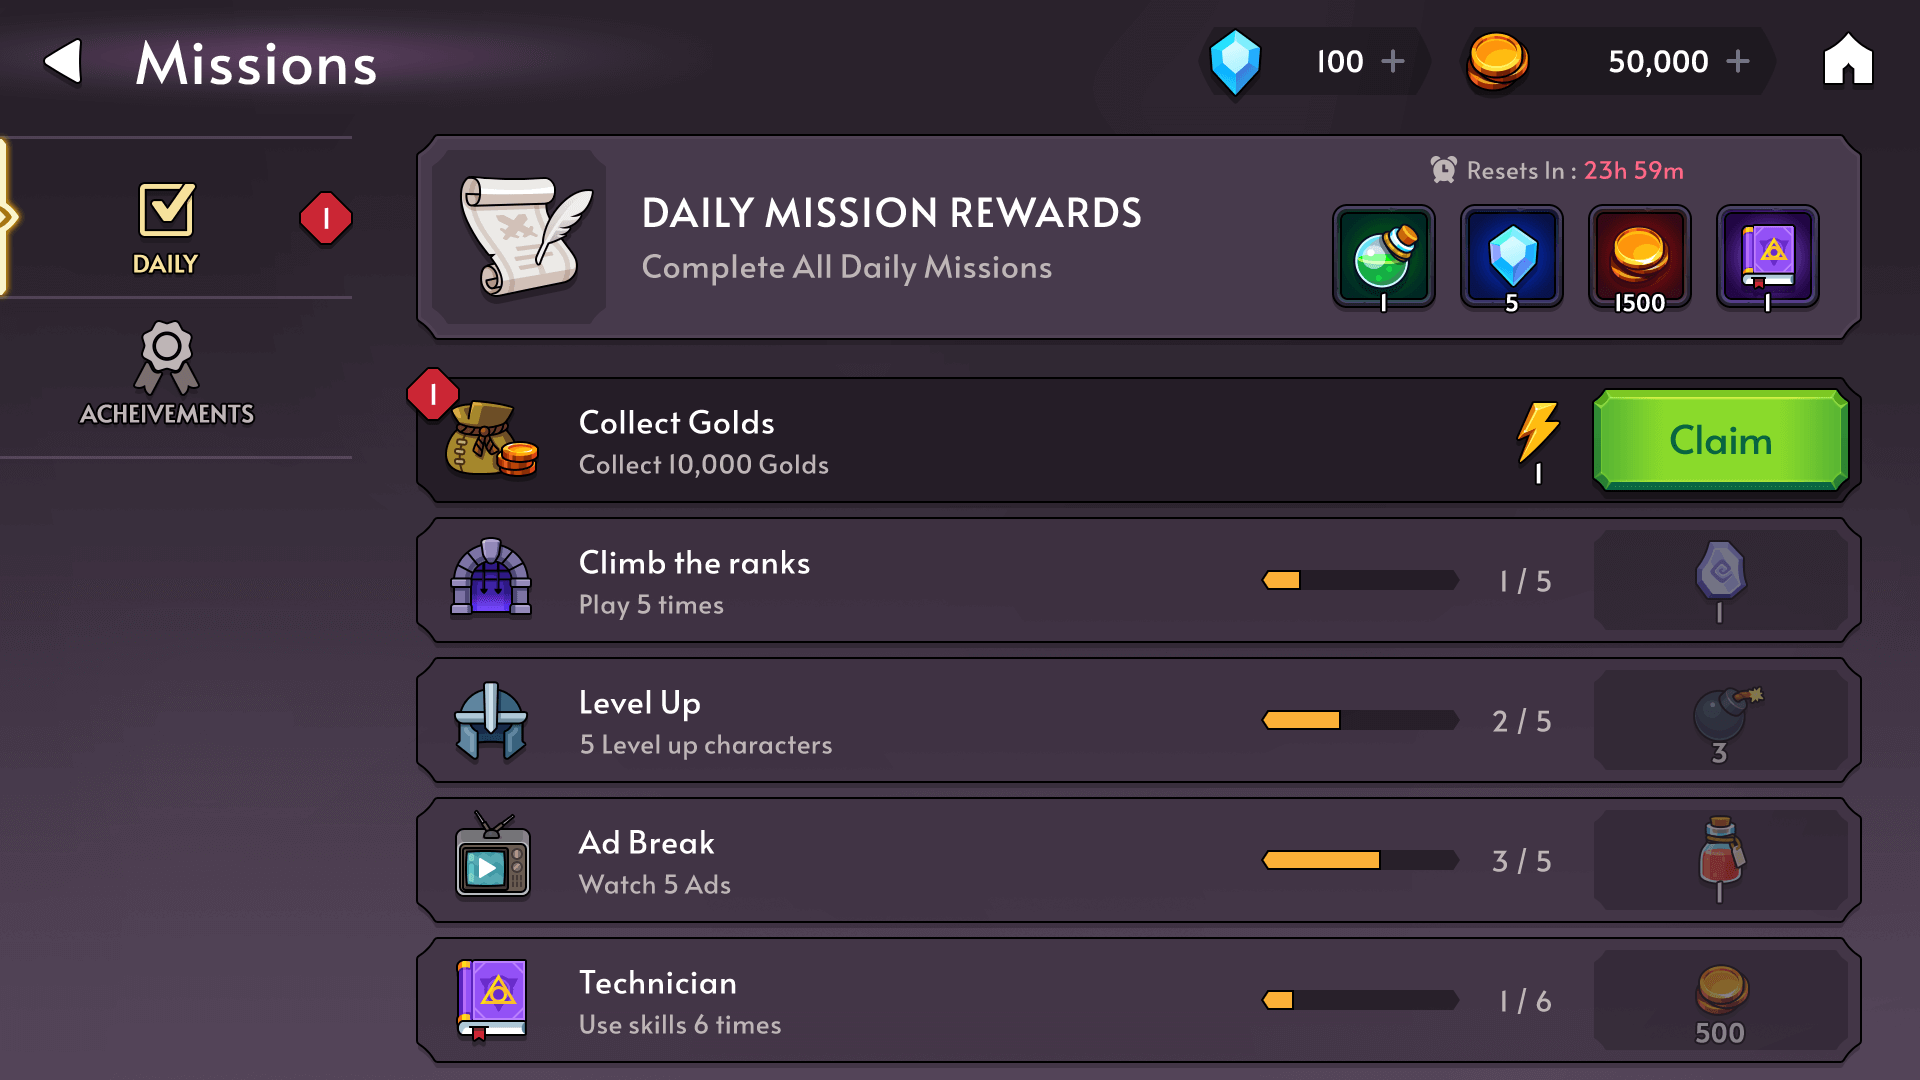 Missions
100 +
50,000 +
DAILY
1
ACHEIVEMENTS
DAILY MISSION REWARDS
Complete All Daily Missions
Resets In : 23h 59m
1
5
1500
1
1
Collect Golds
Collect 10,000 Golds
1
Claim
Climb the ranks
Play 5 times
1 / 5
1
Level Up
5 Level up characters
2 / 5
3
Ad Break
Watch 5 Ads
3 / 5
1
Technician
Use skills 6 times
1 / 6
500